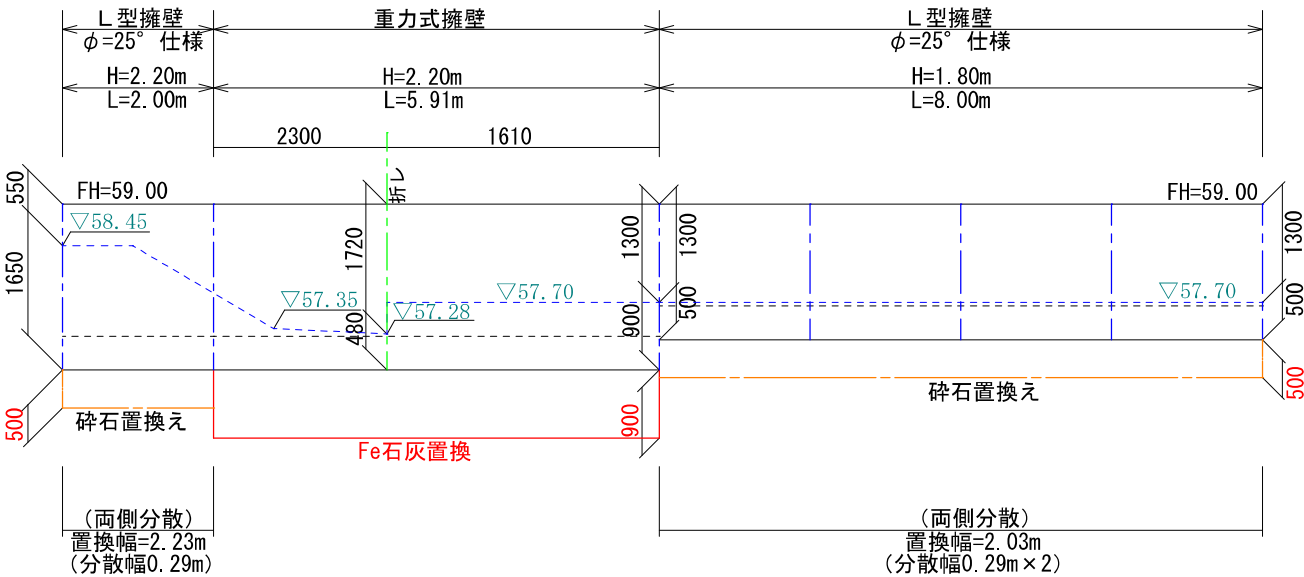 L型擁壁
φ=25° 仕様
H=2.20m
L=2.00m
重力式擁壁
H=2.20m
L=5.91m
L型擁壁
φ=25° 仕様
H=1.80m
L=8.00m
2300
1610
550
FH=59.00
▽58.45
1650
折レ
1720
▽57.35
▽57.28
480
▽57.70
1300
900
1300
500
FH=59.00
▽57.70
1300
500
500
砕石置換え
Fe石灰置換
900
砕石置換え
500
(両側分散)
置換幅=2.23m
(分散幅0.29m)
(両側分散)
置換幅=2.03m
(分散幅0.29m×2)